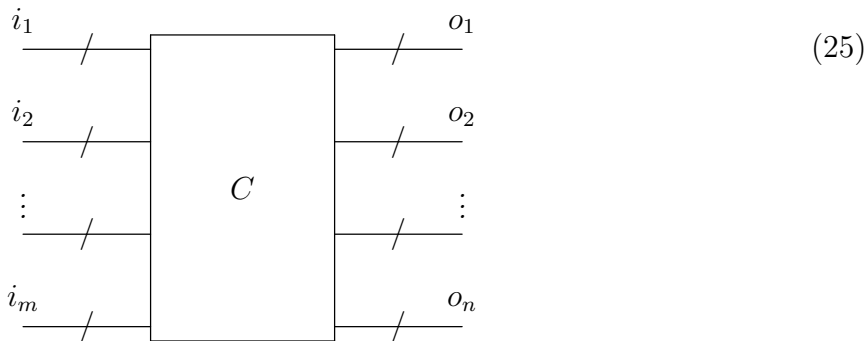 i₁ o₁ (25)
i₂ o₂
⋮ C ⋮
iₘ oₙ